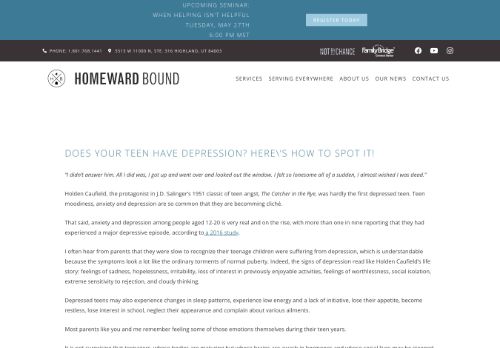 UPCOMING SEMINAR:
WHEN HELPING ISN'T HELPFUL
TUESDAY, MAY 27TH
6:00 PM MST
REGISTER TODAY
PHONE: 1.801.768.1441
5513 W 11000 N, STE. 316 HIGHLAND, UT 84003
NOT BY CHANCE
FamilyBridge
HOMEWARD BOUND
SERVICES
SERVING EVERYWHERE
ABOUT US
OUR NEWS
CONTACT US
DOES YOUR TEEN HAVE DEPRESSION? HERE\'S HOW TO SPOT IT!
"I didn't answer him. All I did was, I got up and went over and looked out the window. I felt so lonesome all of a sudden. I almost wished I was dead."
Holden Caufield, the protagonist in J.D. Salinger's 1951 classic of teen angst, The Catcher in the Rye, was hardly the first depressed teen. Teen
moodiness, anxiety and depression are so common that they are becoming cliché.
That said, anxiety and depression among people aged 12-20 is very real and on the rise, with more than one in nine reporting that they had
experienced a major depressive episode, according to a 2016 study.
I often hear from parents that they were slow to recognize their teenage children were suffering from depression, which is understandable
because the symptoms look a lot like the ordinary torments of normal puberty. Indeed, the signs of depression read like Holden Caufield's life
story: feelings of sadness, hopelessness, irritability, loss of interest in previously enjoyable activities, feelings of worthlessness, social isolation,
extreme sensitivity to rejection, and cloudy thinking.
Depressed teens may also experience changes in sleep patterns, experience low energy and a lack of initiative, lose their appetite, become
restless, lose interest in school, neglect their appearance and complain about various ailments.
Most parents like you and me remember feeling some of those emotions themselves during their teen years.